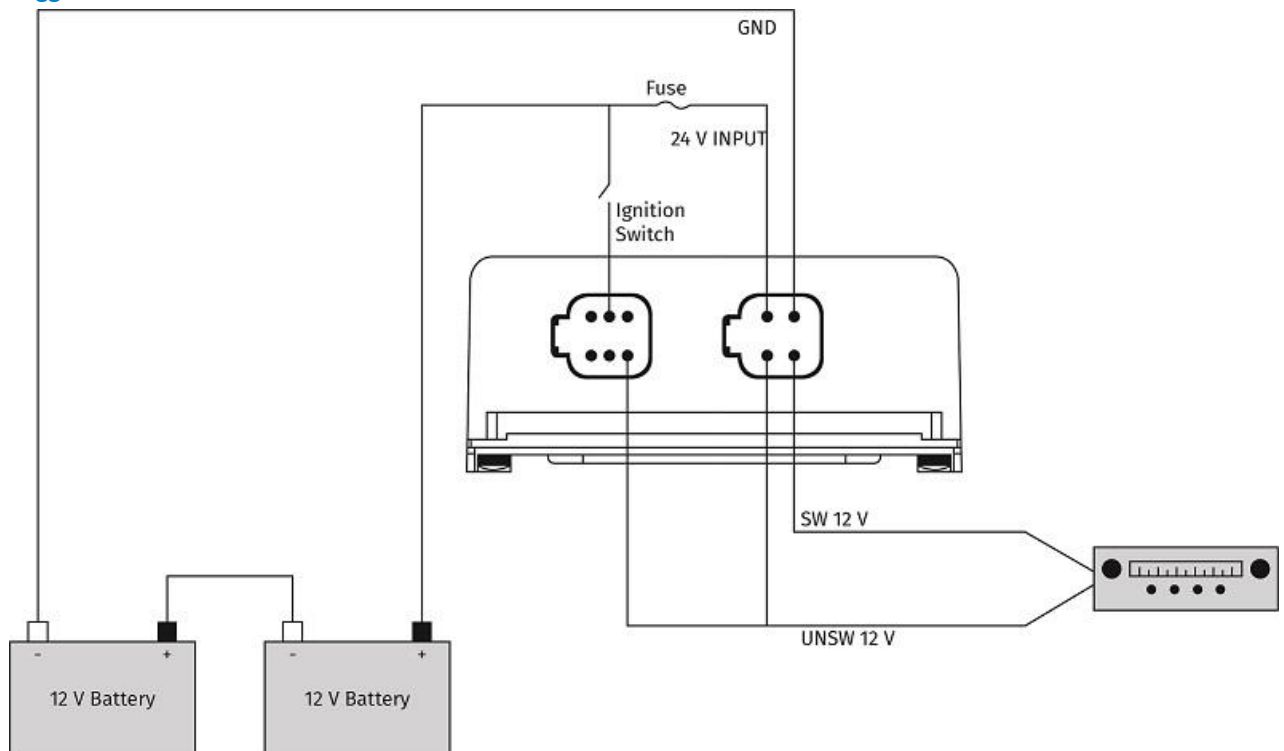 GND
Fuse
24 V INPUT
Ignition
Switch
SW 12 V
UNSW 12 V
- +
- +
12 V Battery
12 V Battery